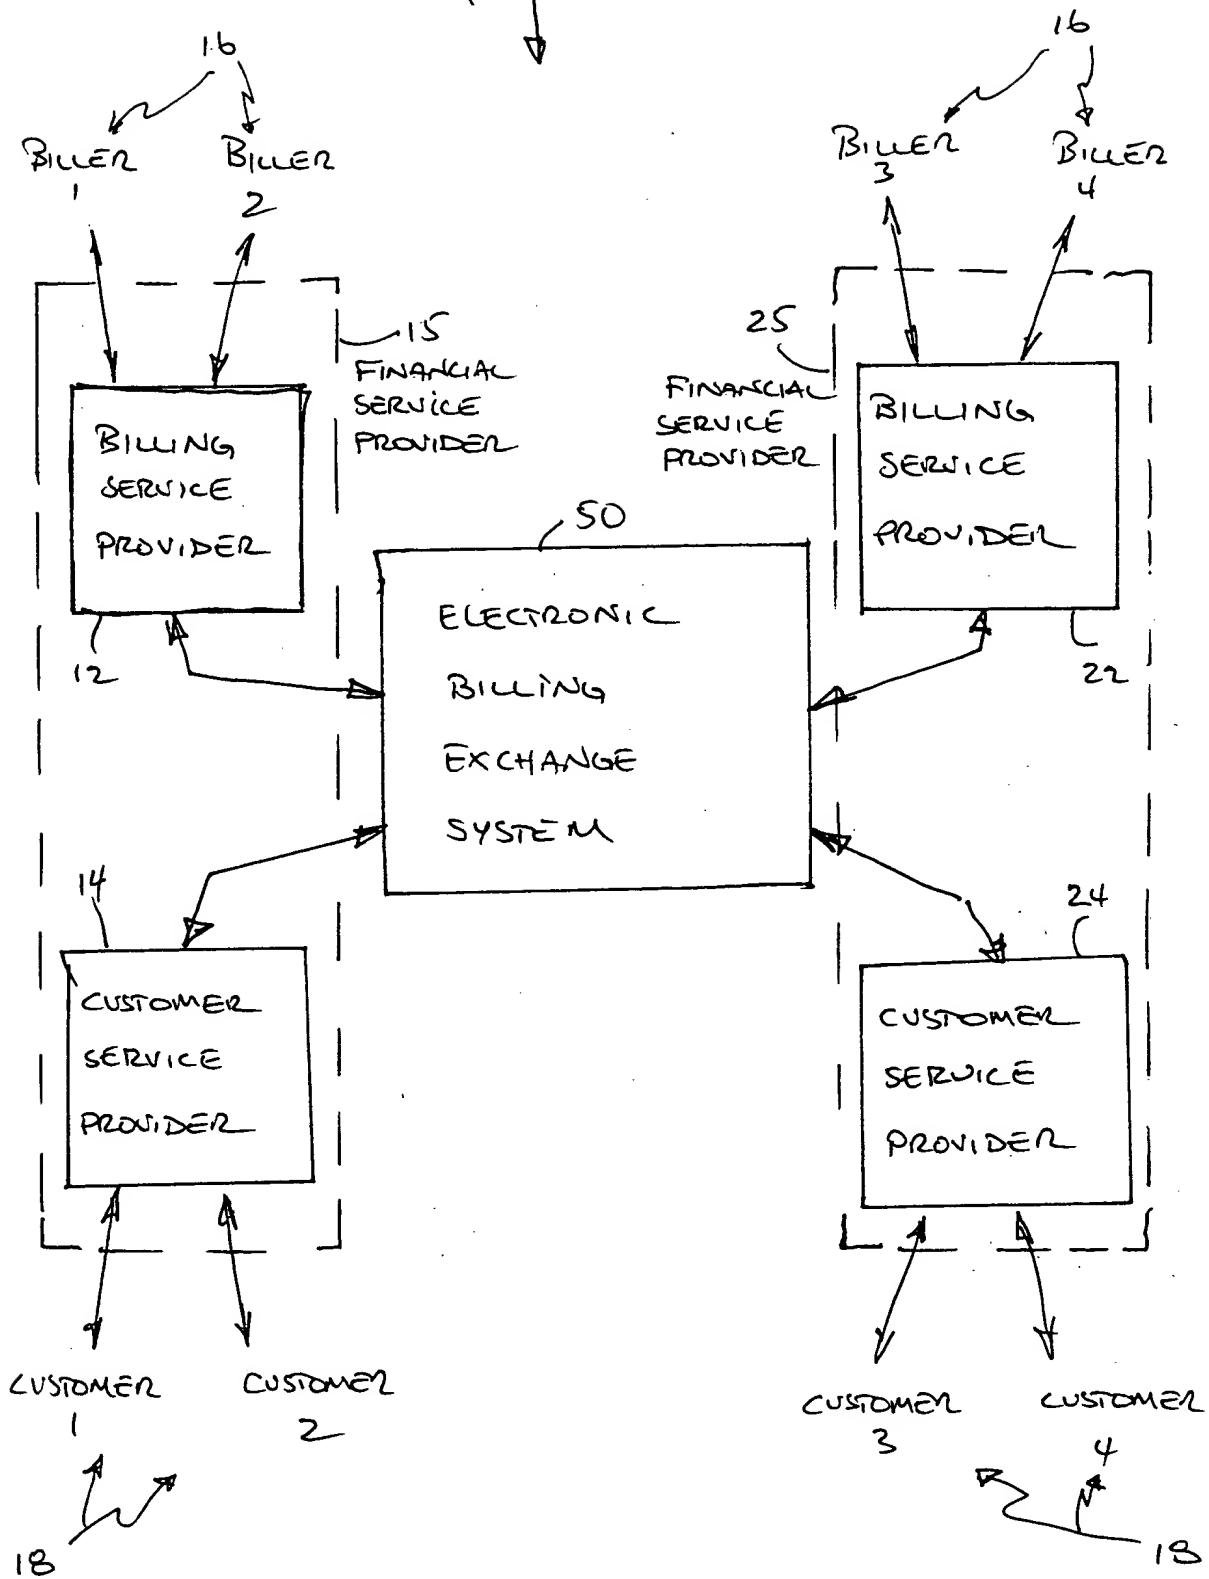 16
16
BILLER
1
BILLER
2
BILLER
3
BILLER
4
15
FINANCIAL
SERVICE
PROVIDER
25
FINANCIAL
SERVICE
PROVIDER
BILLING
SERVICE
PROVIDER
BILLING
SERVICE
PROVIDER
50
ELECTRONIC
BILLING
EXCHANGE
SYSTEM
12
22
14
24
CUSTOMER
SERVICE
PROVIDER
CUSTOMER
SERVICE
PROVIDER
CUSTOMER
1
CUSTOMER
2
CUSTOMER
3
CUSTOMER
4
18
18